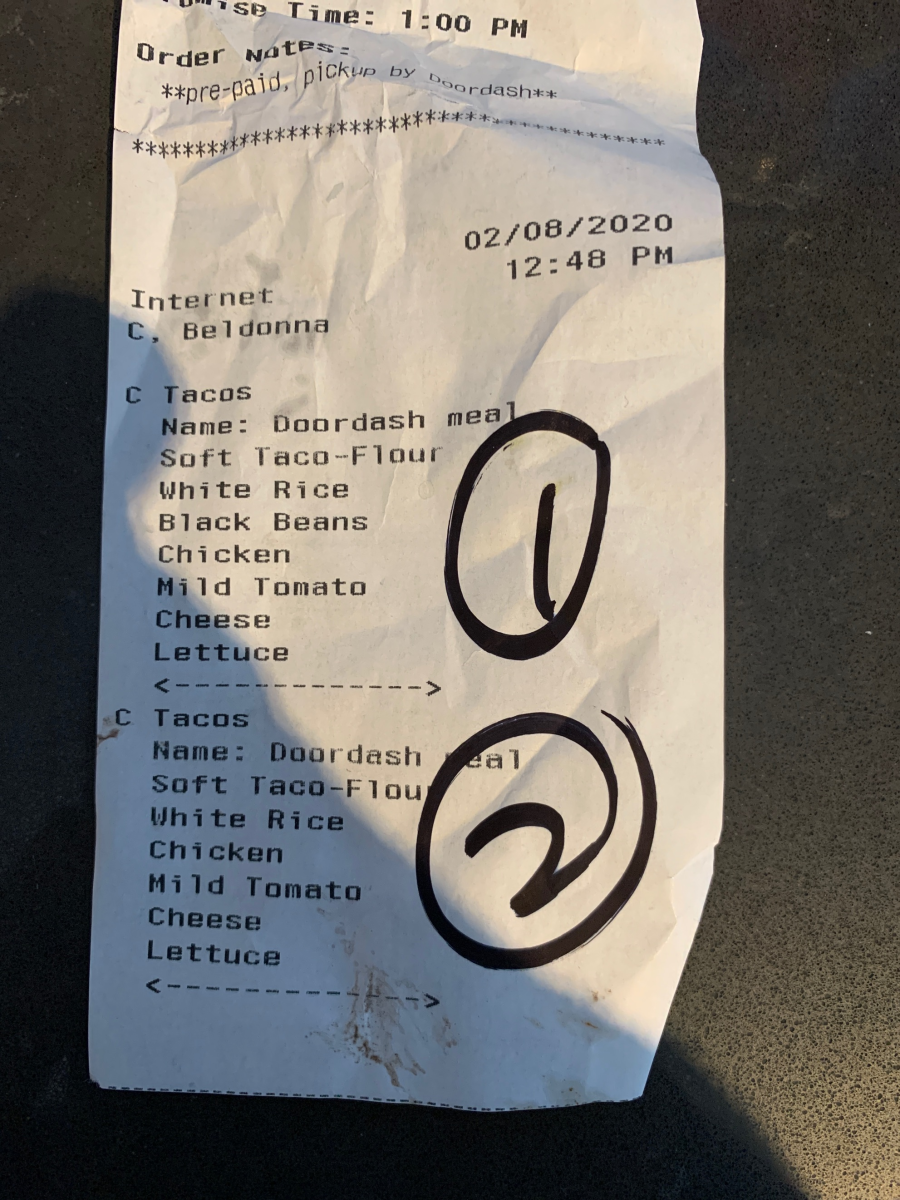 Time: 1:00 PM
Order Notes:
**pre-paid, pickup by Doordash**
******************************************
02/08/2020
12:48 PM
Internet
C, Beldonna
C Tacos
Name: Doordash meal
Soft Taco-Flour
White Rice
Black Beans
Chicken
Mild Tomato
Cheese
Lettuce
1
<------------->
C Tacos
Name: Doordash meal
Soft Taco-Flour
White Rice
Chicken
Mild Tomato
Cheese
Lettuce
2
<------------->